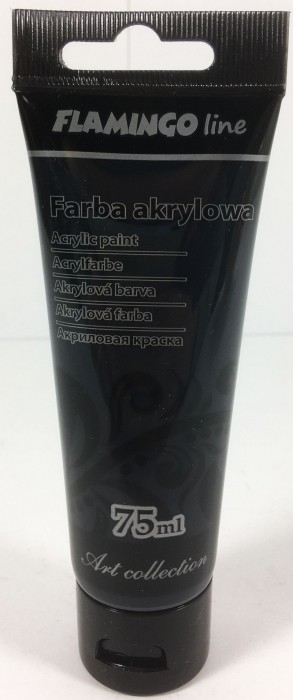 FLAMINGO line
Farba akrylowa
Acrylic paint
Acrylfarbe
Akrylová barva
Akrylová farba
Акриловая краска
75ml
Art collection